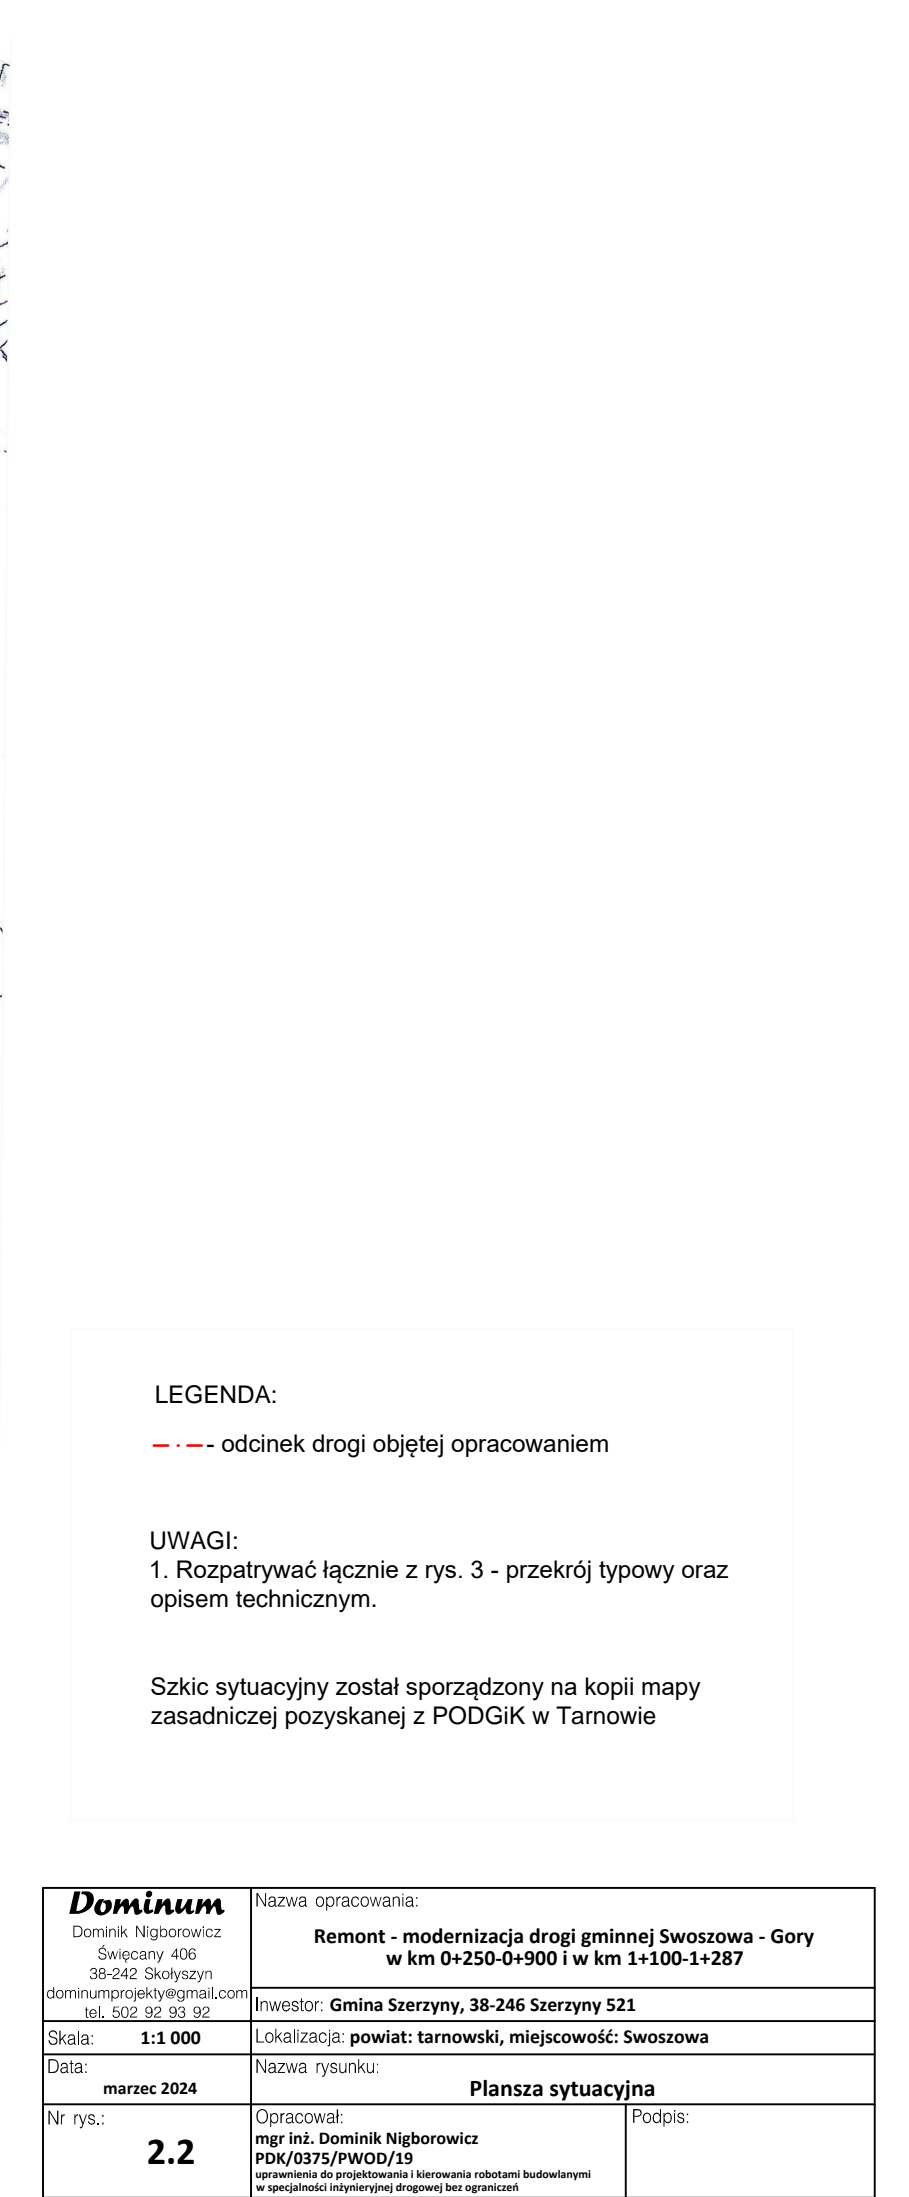 LEGENDA:
- odcinek drogi objętej opracowaniem
UWAGI:
1. Rozpatrywać łącznie z rys. 3 - przekrój typowy oraz
opisem technicznym.
Szkic sytuacyjny został sporządzony na kopii mapy
zasadniczej pozyskanej z PODGiK w Tarnowie
Dominum
Dominik Nigborowicz
Święcany 406
38-242 Skołyszyn
dominumprojekty@gmail.com
tel. 502 92 93 92
Nazwa opracowania:
Remont - modernizacja drogi gminnej Swoszowa - Gory
w km 0+250-0+900 i w km 1+100-1+287
Inwestor: Gmina Szerzyny, 38-246 Szerzyny 521
Skala: 1:1 000
Lokalizacja: powiat: tarnowski, miejscowość: Swoszowa
Data:
marzec 2024
Nazwa rysunku:
Plansza sytuacyjna
Nr rys.:
2.2
Opracował:
mgr inż. Dominik Nigborowicz
PDK/0375/PWOD/19
uprawnienia do projektowania i kierowania robotami budowlanymi
w specjalności inżynieryjnej drogowej bez ograniczeń
Podpis: